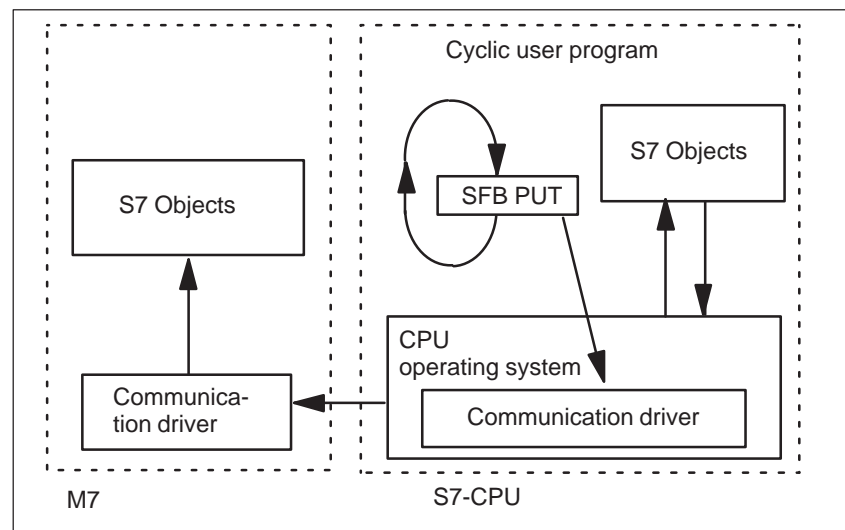 Cyclic user program
S7 Objects
SFB PUT
S7 Objects
CPU
operating system
Communica-
tion driver
Communication driver
M7
S7-CPU